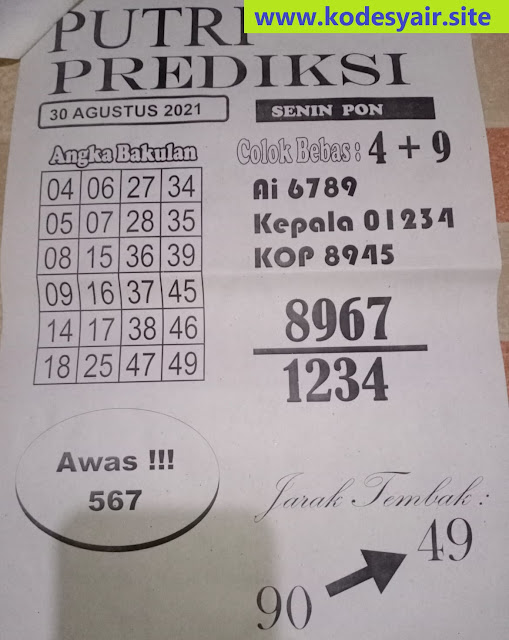 www.kodesyair.site
PUTRI
PREDIKSI
30 AGUSTUS 2021
SENIN PON
Angka Bakulan
04 06 27 34
05 07 28 35
08 15 36 39
09 16 37 45
14 17 38 46
18 25 47 49
Colok Bebas : 4 + 9
Ai 6789
Kepala 01234
KOP 8945
8967
1234
Awas !!!
567
Jarak Tembak :
90
49